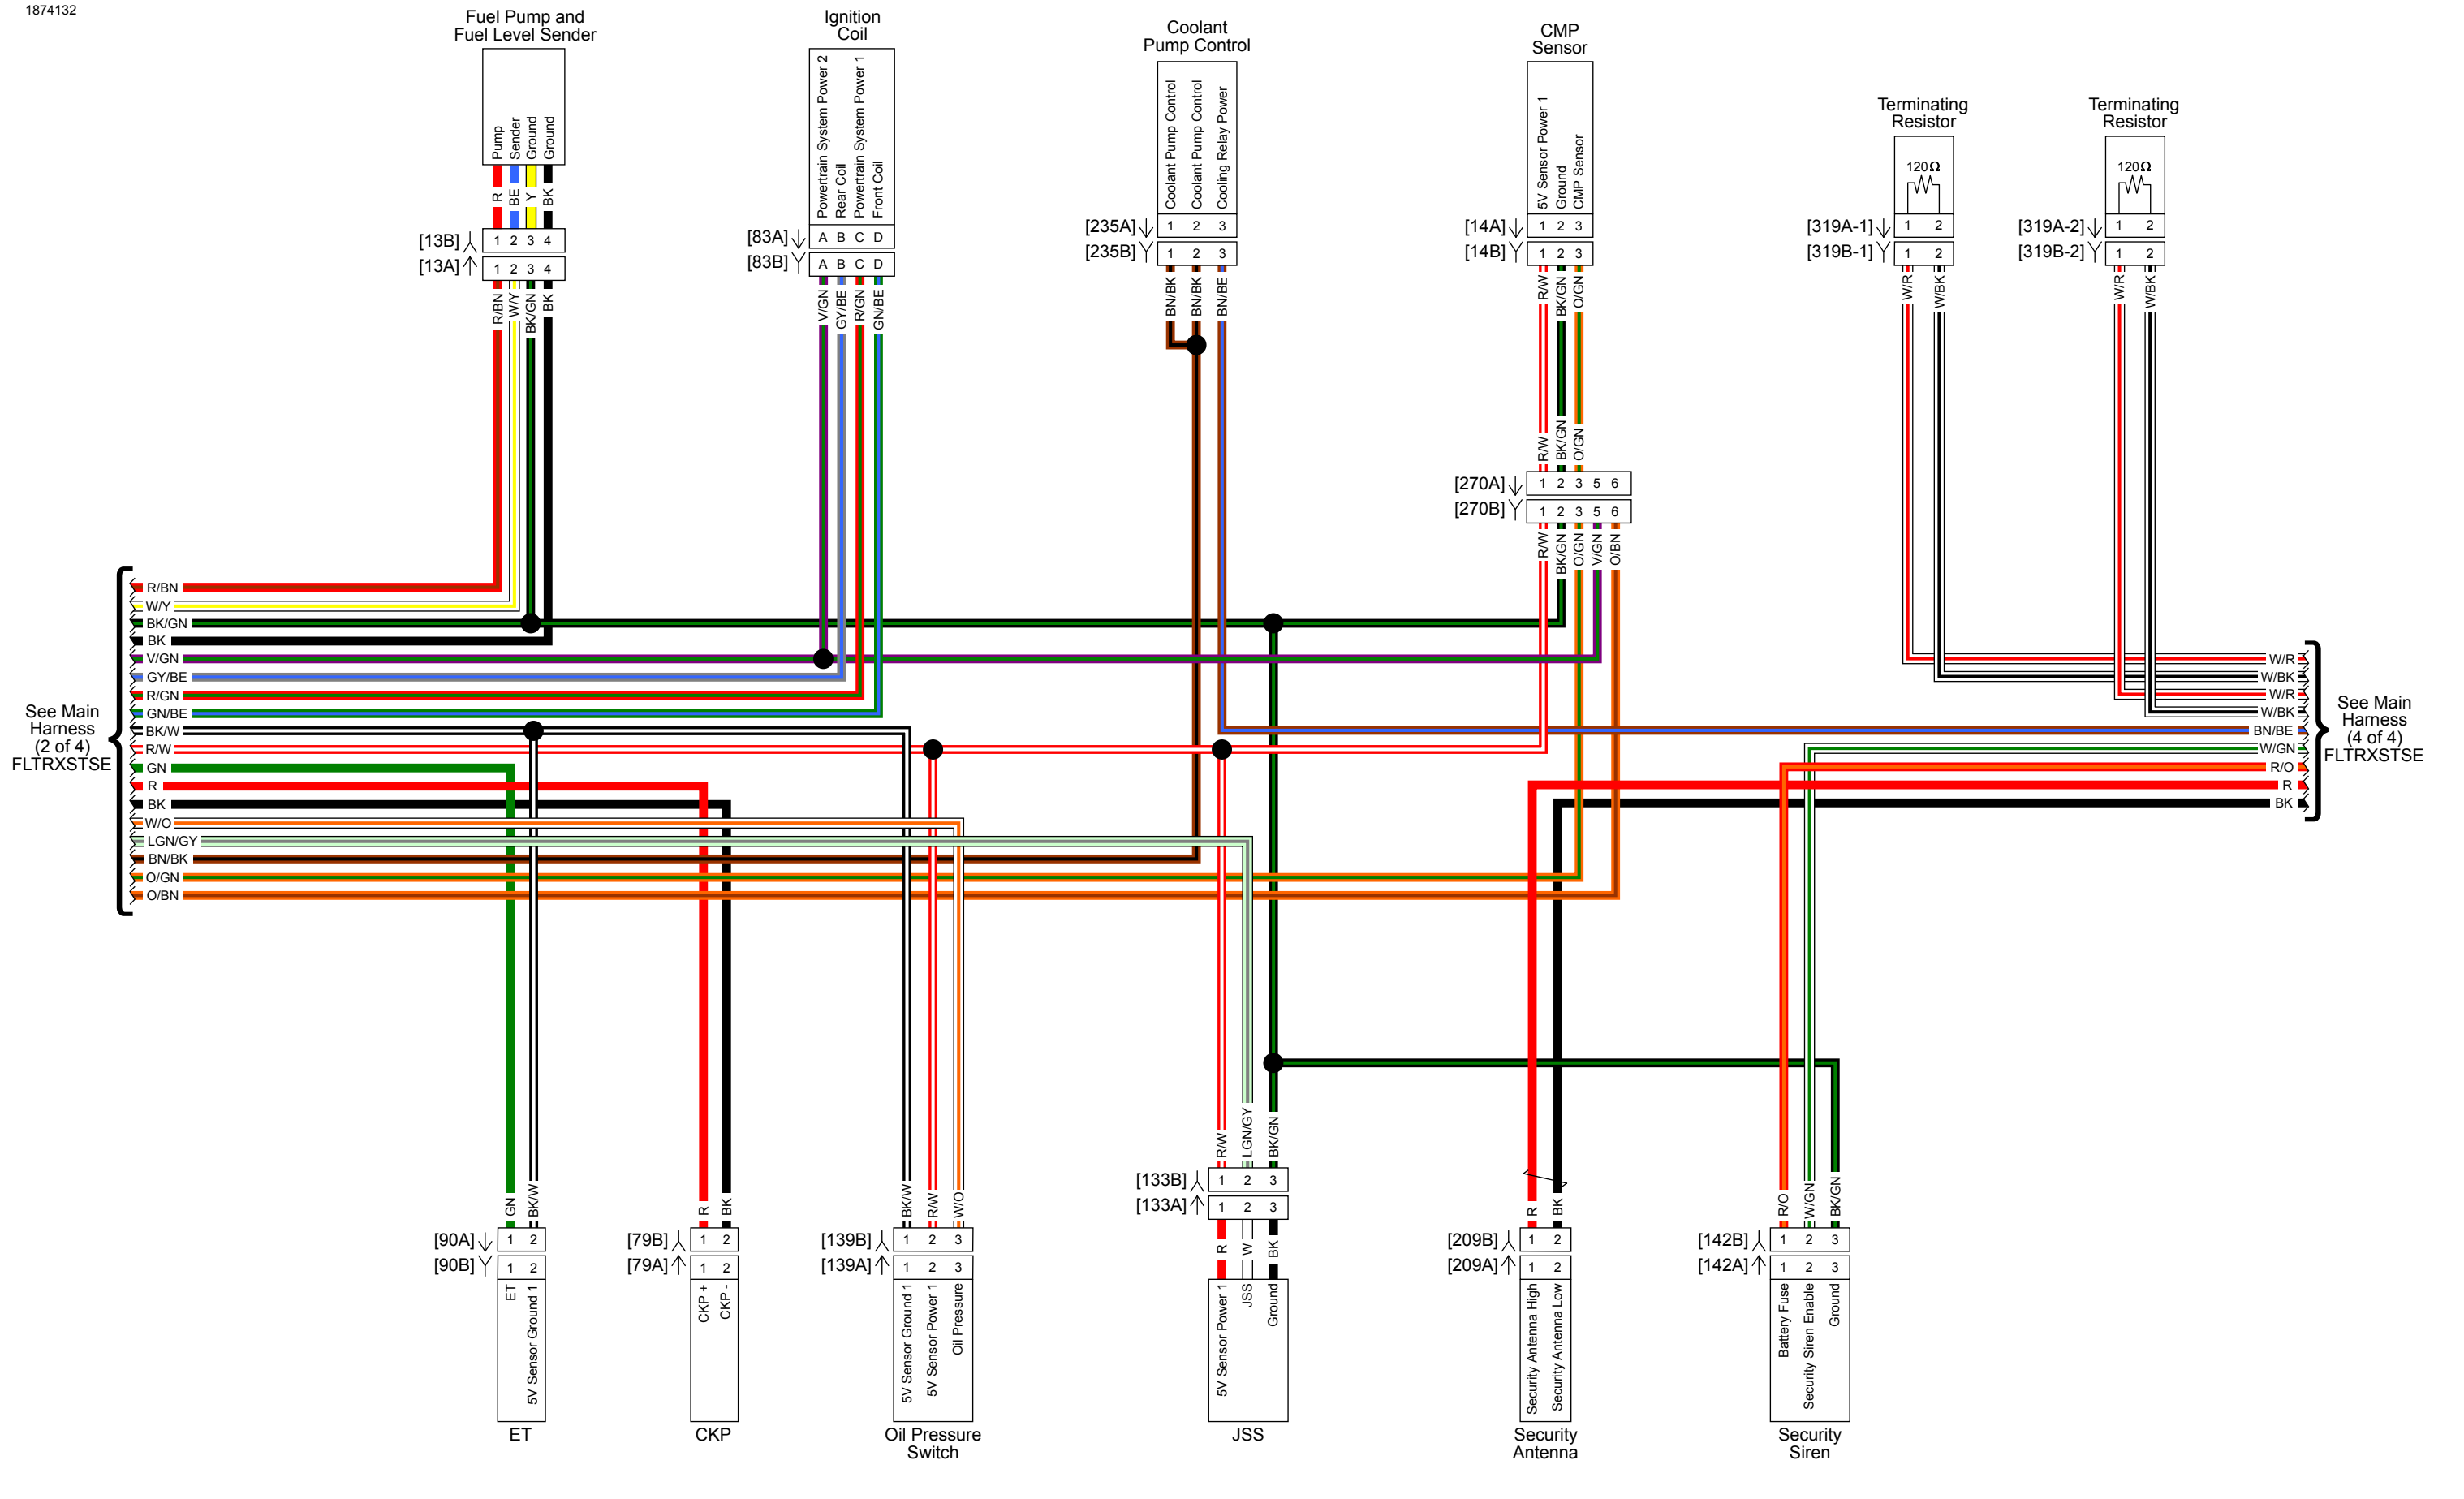 1874132
Fuel Pump and
Fuel Level Sender
Pump
Sender
Ground
Ground
R
BE
Y
BK
[13B]
1 2 3 4
[13A]
1 2 3 4
R/BN
W/Y
BK/GN
BK
Ignition
Coil
Powertrain System Power 2
Rear Coil
Powertrain System Power 1
Front Coil
[83A]
A B C D
[83B]
A B C D
V/GN
GY/BE
R/GN
GN/BE
Coolant
Pump Control
Coolant Pump Control
Coolant Pump Control
Cooling Relay Power
[235A]
1 2 3
[235B]
1 2 3
BN/BK
BN/BK
BN/BE
CMP
Sensor
5V Sensor Power 1
Ground
CMP Sensor
[14A]
1 2 3
[14B]
1 2 3
R/W
BK/GN
O/GN
R/W
BK/GN
O/GN
[270A]
1 2 3 5 6
[270B]
1 2 3 5 6
R/W
BK/GN
O/GN
V/GN
O/BN
Terminating
Resistor
120Ω
[319A-1]
1 2
[319B-1]
1 2
W/R
W/BK
Terminating
Resistor
120Ω
[319A-2]
1 2
[319B-2]
1 2
W/R
W/BK
See Main
Harness
(2 of 4)
FLTRXSTSE
R/BN
W/Y
BK/GN
BK
V/GN
GY/BE
R/GN
GN/BE
BK/W
R/W
GN
R
BK
W/O
LGN/GY
BN/BK
O/GN
O/BN
W/R
W/BK
W/R
W/BK
BN/BE
W/GN
R/O
R
BK
See Main
Harness
(4 of 4)
FLTRXSTSE
GN
BK/W
[90A]
1 2
[90B]
1 2
ET
5V Sensor Ground 1
ET
R
BK
[79B]
1 2
[79A]
1 2
CKP +
CKP -
CKP
BK/W
R/W
W/O
[139B]
1 2 3
[139A]
1 2 3
5V Sensor Ground 1
5V Sensor Power 1
Oil Pressure
Oil Pressure
Switch
R/W
LGN/GY
BK/GN
[133B]
1 2 3
[133A]
1 2 3
R
W
BK
5V Sensor Power 1
JSS
Ground
JSS
R
BK
[209B]
1 2
[209A]
1 2
Security Antenna High
Security Antenna Low
Security
Antenna
R/O
W/GN
BK/GN
[142B]
1 2 3
[142A]
1 2 3
Battery Fuse
Security Siren Enable
Ground
Security
Siren